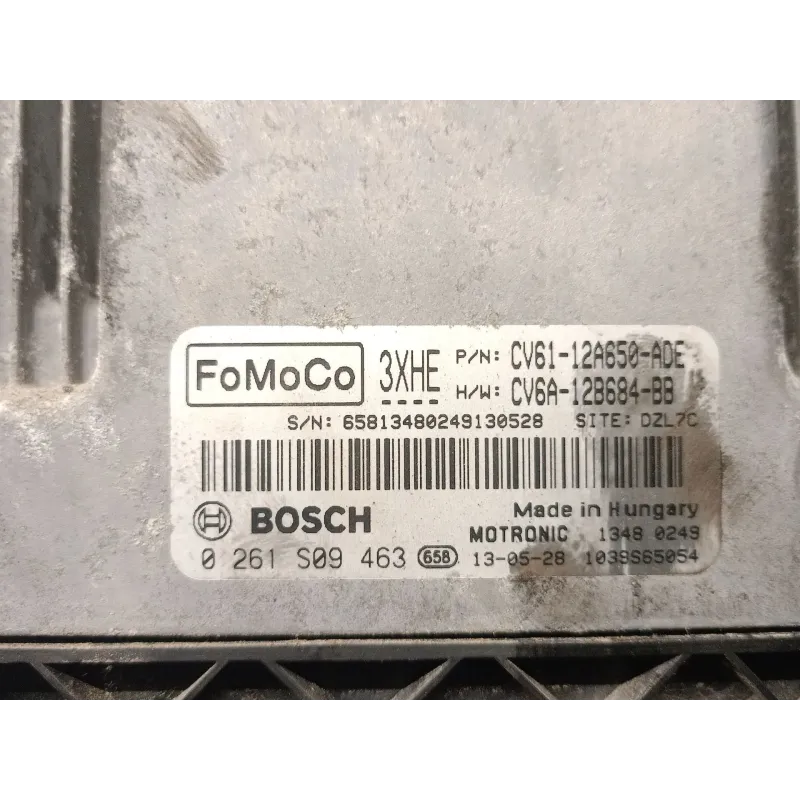 FoMoCo 3XHE P/N: CV61-12A650-ADE
H/W: CV6A-12B684-BB
S/N: 65813480249130528 SITE: DZL7C
BOSCH Made in Hungary
MOTRONIC 1348 0249
0 261 S09 463 658 13-05-28 1039S65054